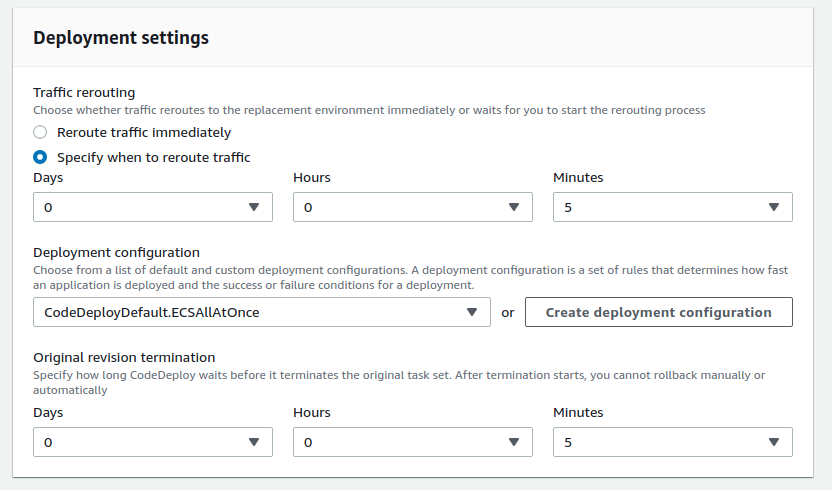 Deployment settings
Traffic rerouting
Choose whether traffic reroutes to the replacement environment immediately or waits for you to start the rerouting process
Reroute traffic immediately
Specify when to reroute traffic
Days Hours Minutes
0 0 5
Deployment configuration
Choose from a list of default and custom deployment configurations. A deployment configuration is a set of rules that determines how fast
an application is deployed and the success or failure conditions for a deployment.
CodeDeployDefault.ECSAllAtOnce or Create deployment configuration
Original revision termination
Specify how long CodeDeploy waits before it terminates the original task set. After termination starts, you cannot rollback manually or
automatically
Days Hours Minutes
0 0 5